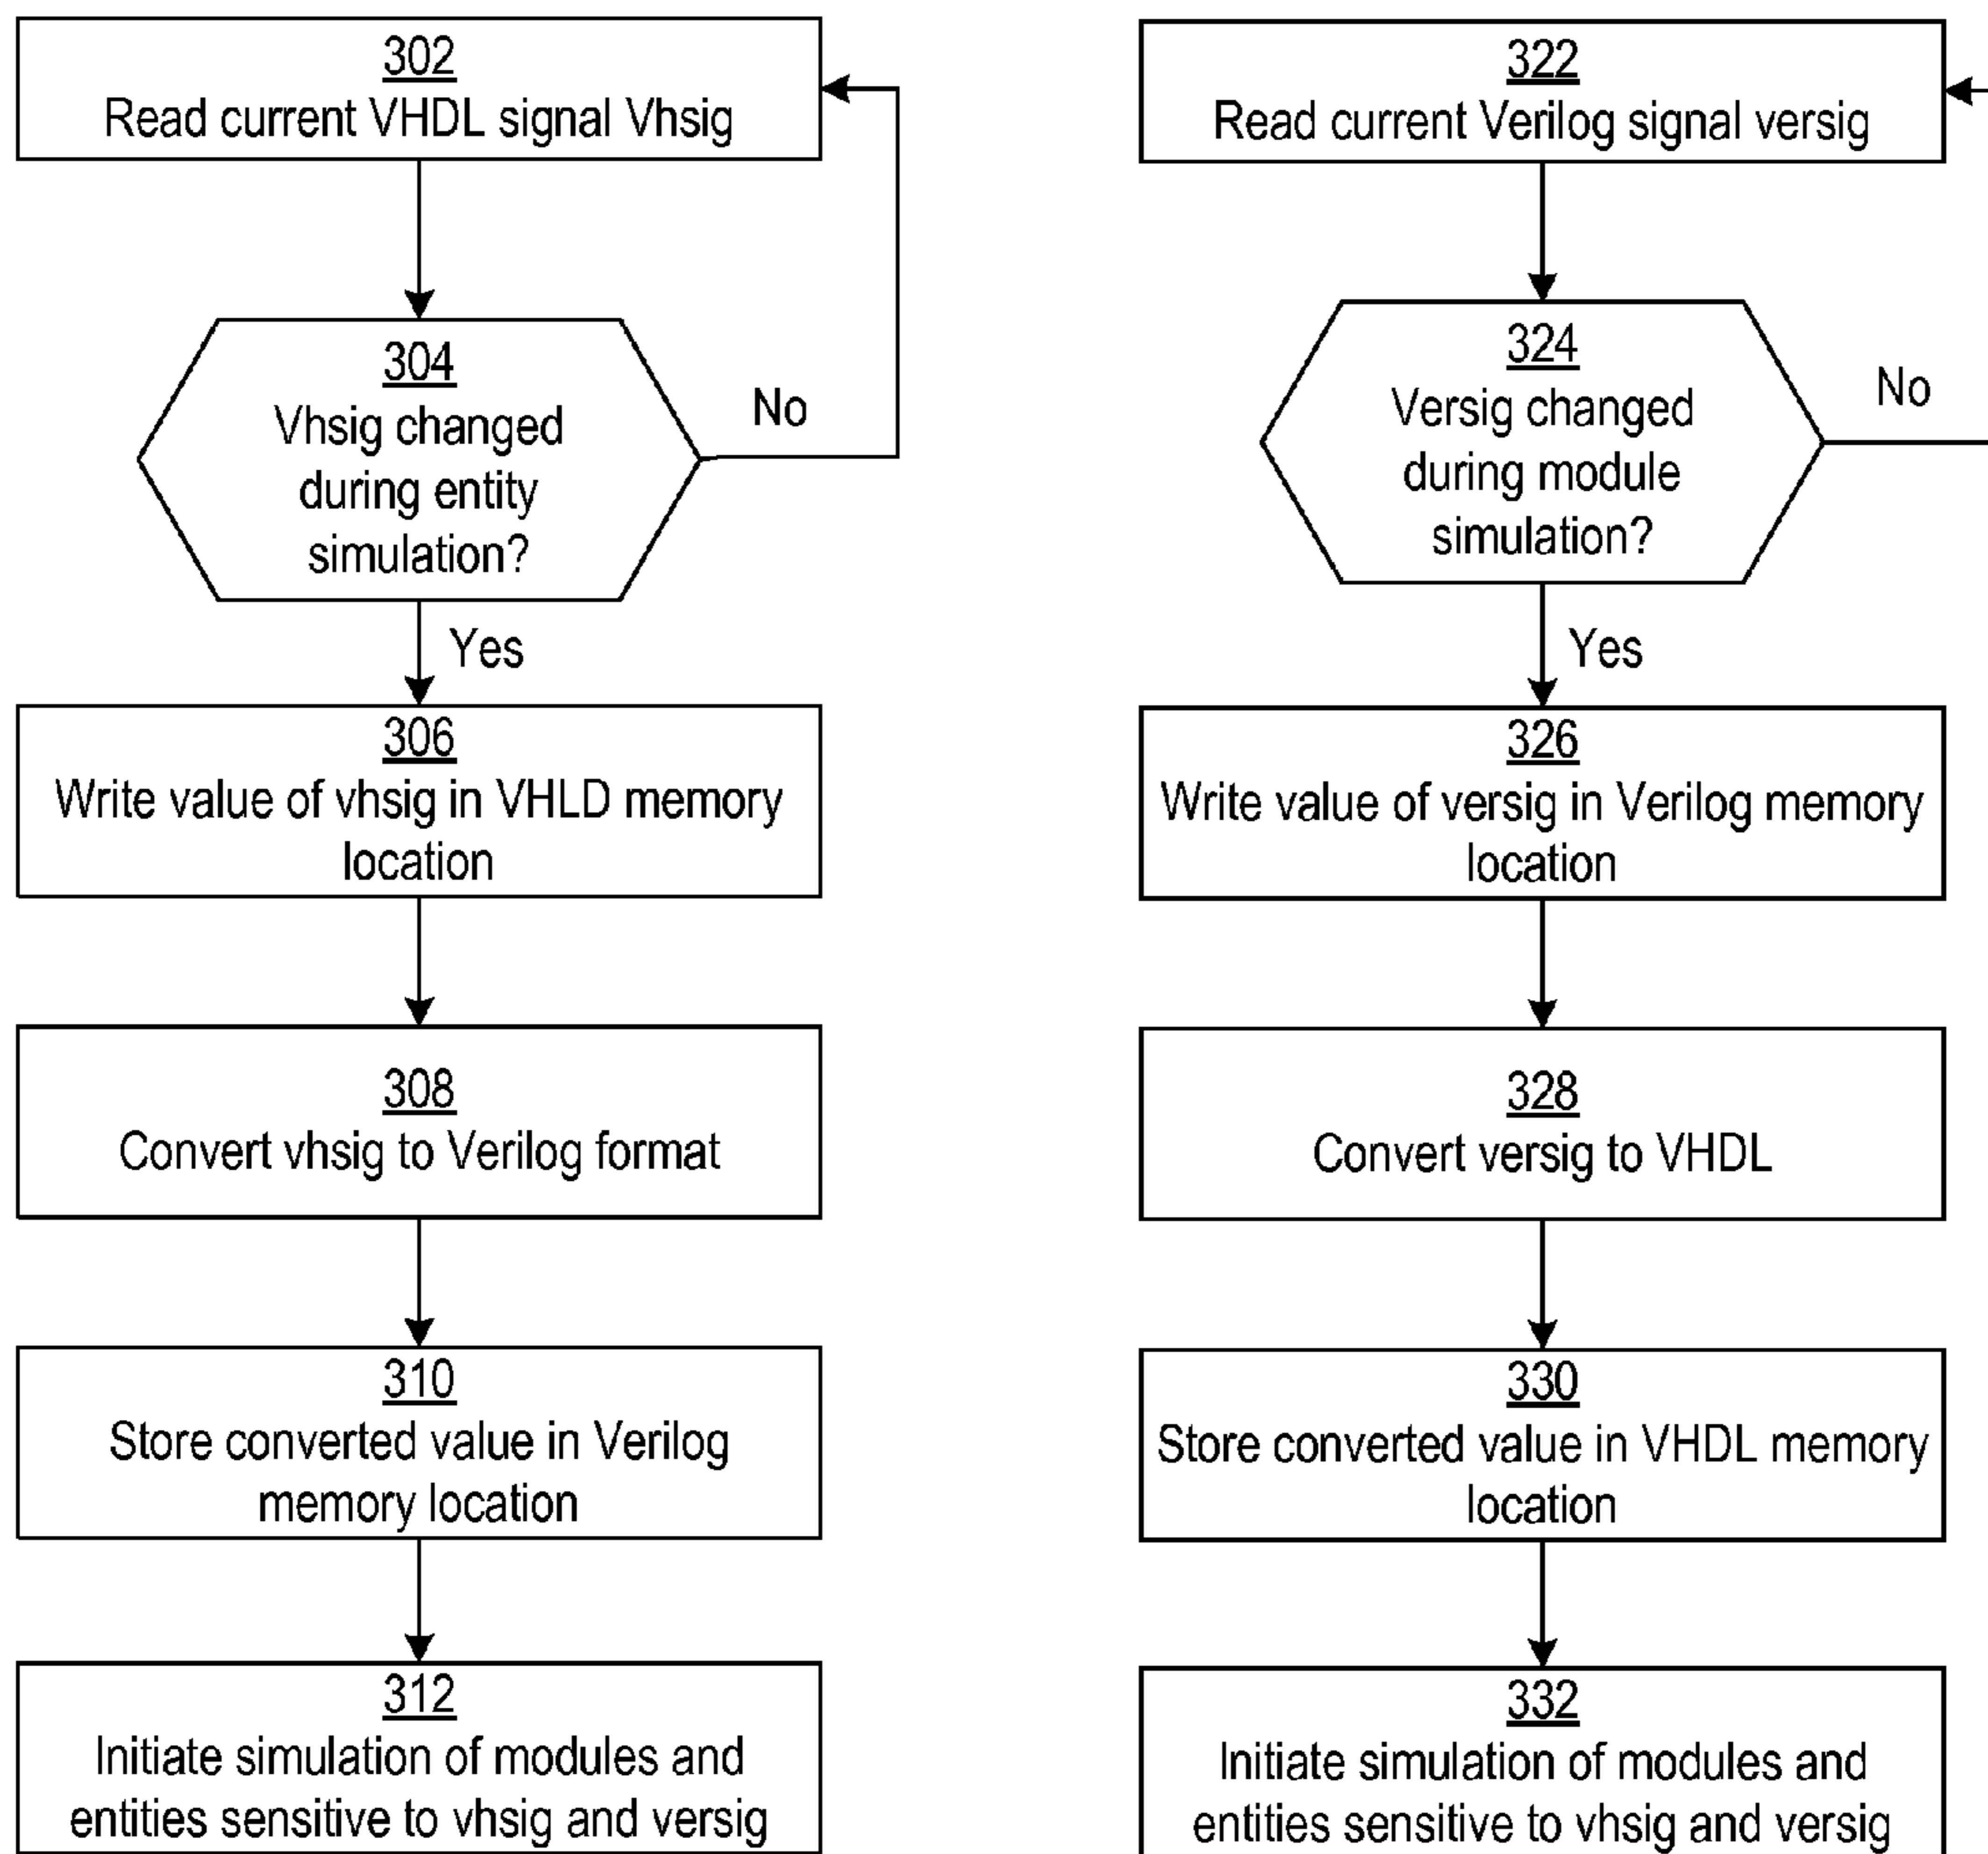 302
Read current VHDL signal Vhsig
304
Vhsig changed
during entity
simulation?
No
Yes
306
Write value of vhsig in VHLD memory
location
308
Convert vhsig to Verilog format
310
Store converted value in Verilog
memory location
312
Initiate simulation of modules and
entities sensitive to vhsig and versig
322
Read current Verilog signal versig
324
Versig changed
during module
simulation?
No
Yes
326
Write value of versig in Verilog memory
location
328
Convert versig to VHDL
330
Store converted value in VHDL memory
location
332
Initiate simulation of modules and
entities sensitive to vhsig and versig